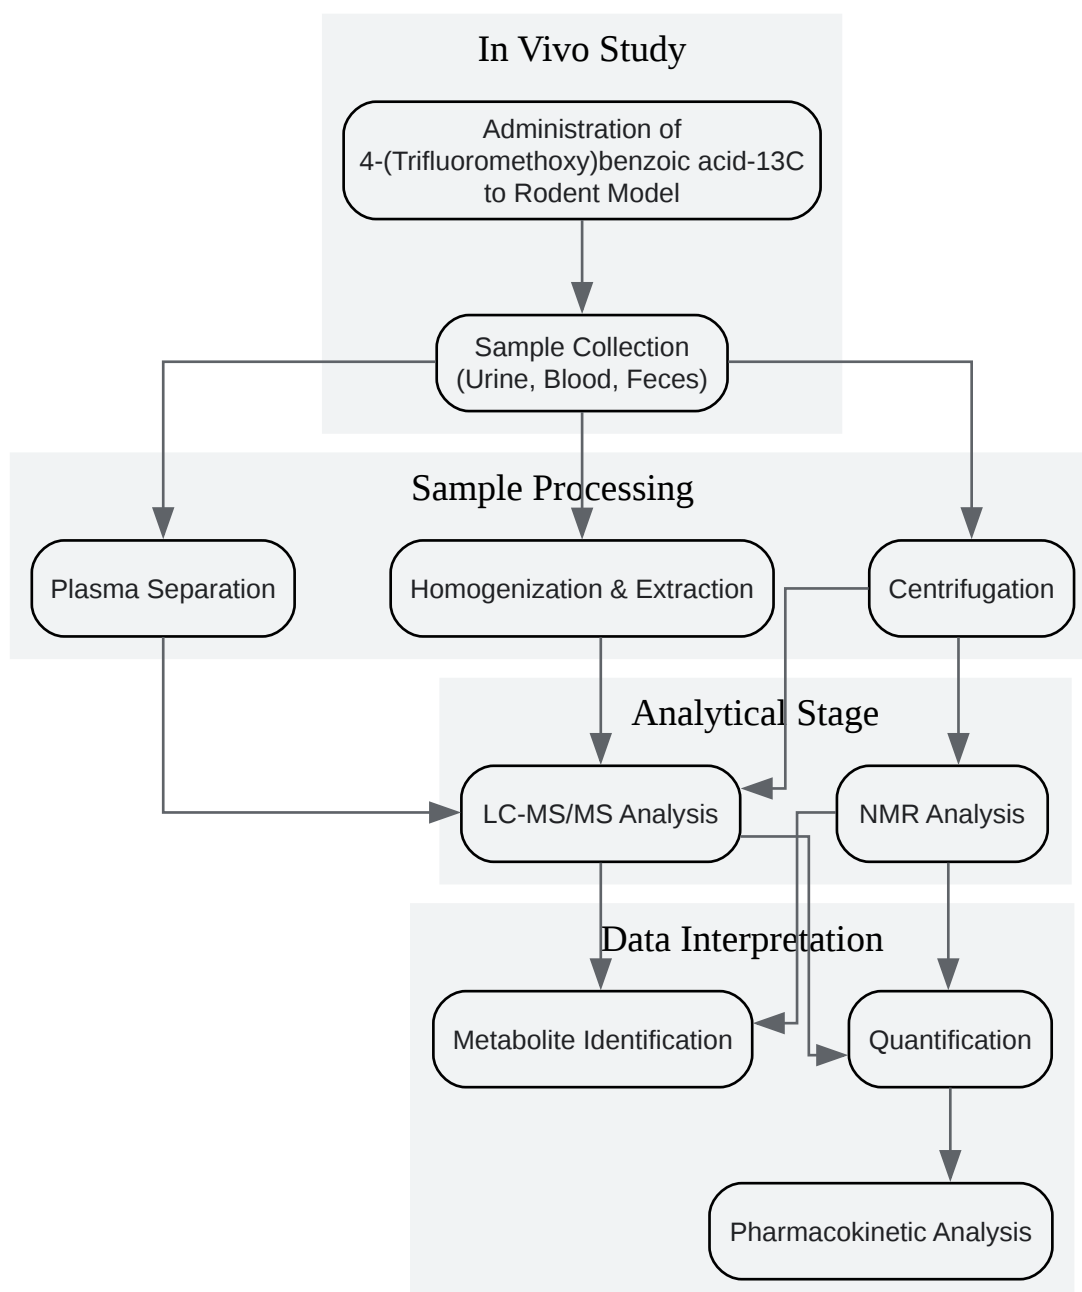 In Vivo Study
Administration of
4-(Trifluoromethoxy)benzoic acid-13C
to Rodent Model
Sample Collection
(Urine, Blood, Feces)
Sample Processing
Plasma Separation
Homogenization & Extraction
Centrifugation
Analytical Stage
LC-MS/MS Analysis
NMR Analysis
Data Interpretation
Metabolite Identification
Quantification
Pharmacokinetic Analysis